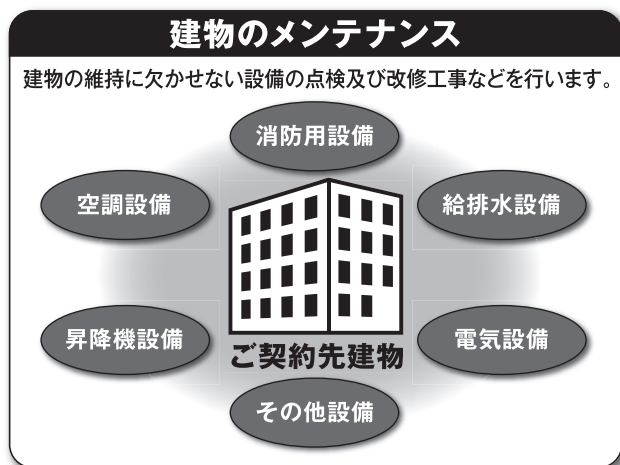 建物のメンテナンス
建物の維持に欠かせない設備の点検及び改修工事などを行います。
消防用設備
空調設備
給排水設備
昇降機設備
電気設備
ご契約先建物
その他設備